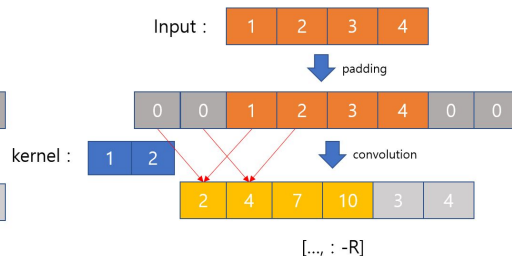 Input : 1 2 3 4
padding
0 0 1 2 3 4 0 0
kernel : 1 2
convolution
2 4 7 10 3 4
[..., : -R]